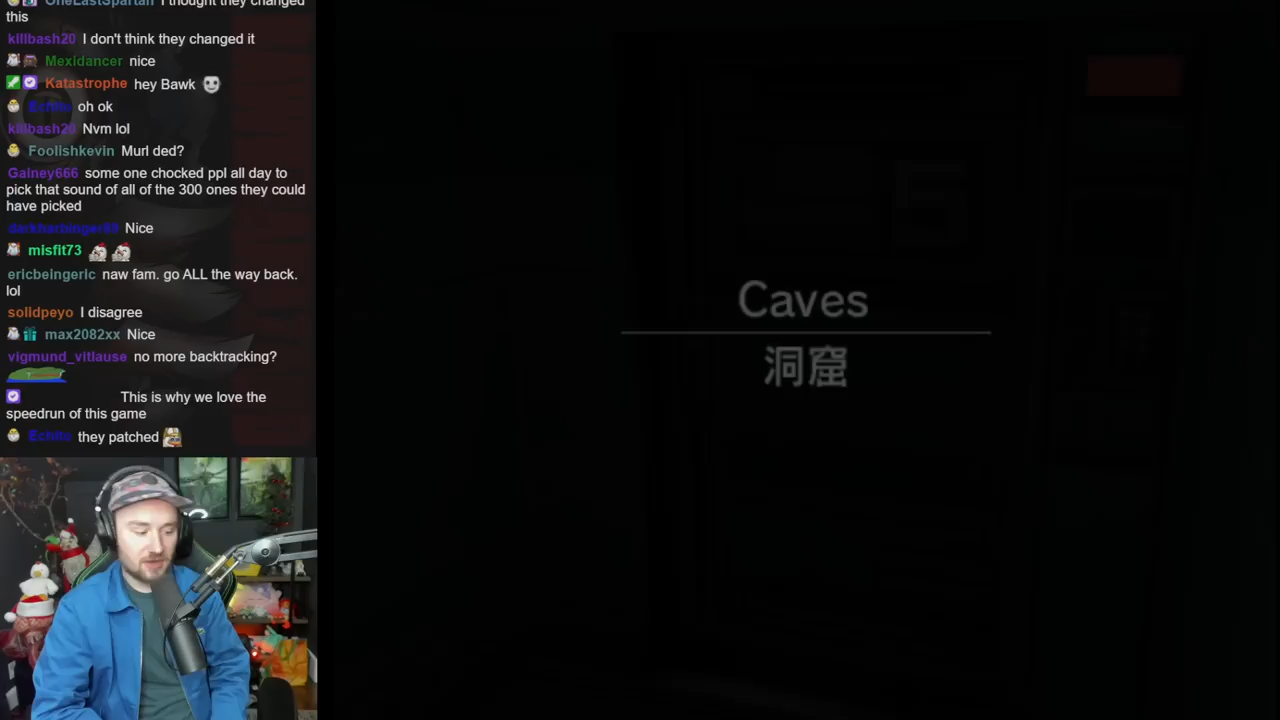 OneLastSpartan I thought they changed
this
killbash20 I don't think they changed it
Mexidancer nice
Katastrophe hey Bawk
Echite oh ok
killbash20 Nvm lol
Foolishkevin Murl ded?
Gainey666 some one chocked ppl all day to
pick that sound of all of the 300 ones they could
have picked
darkharbinger89 Nice
misfit73
ericbeingeric naw fam. go ALL the way back.
lol
solidpeyo I disagree
max2082xx Nice
vigmund_vitlause no more backtracking?
This is why we love the
speedrun of this game
they patched
Caves
洞窟